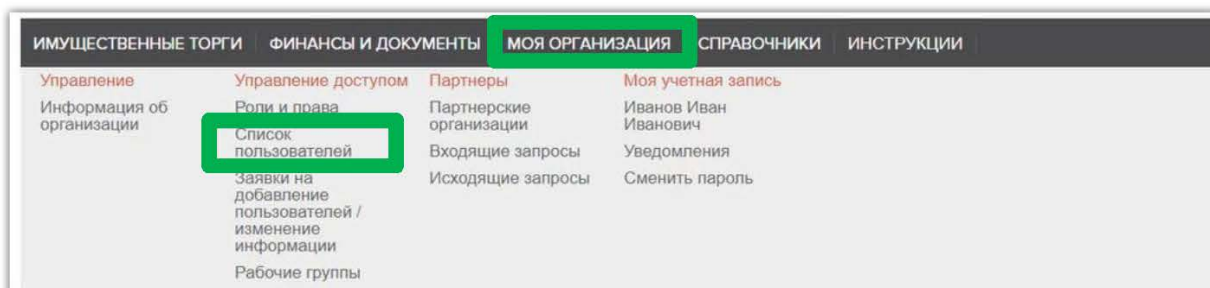 ИМУЩЕСТВЕННЫЕ ТОРГИ ФИНАНСЫ И ДОКУМЕНТЫ МОЯ ОРГАНИЗАЦИЯ СПРАВОЧНИКИ ИНСТРУКЦИИ
Управление
Информация об
организации
Управление доступом
Роли и права
Список
пользователей
Заявки на
добавление
пользователей /
изменение
информации
Рабочие группы
Партнеры
Партнерские
организации
Входящие запросы
Исходящие запросы
Моя учетная запись
Иванов Иван
Иванович
Уведомления
Сменить пароль